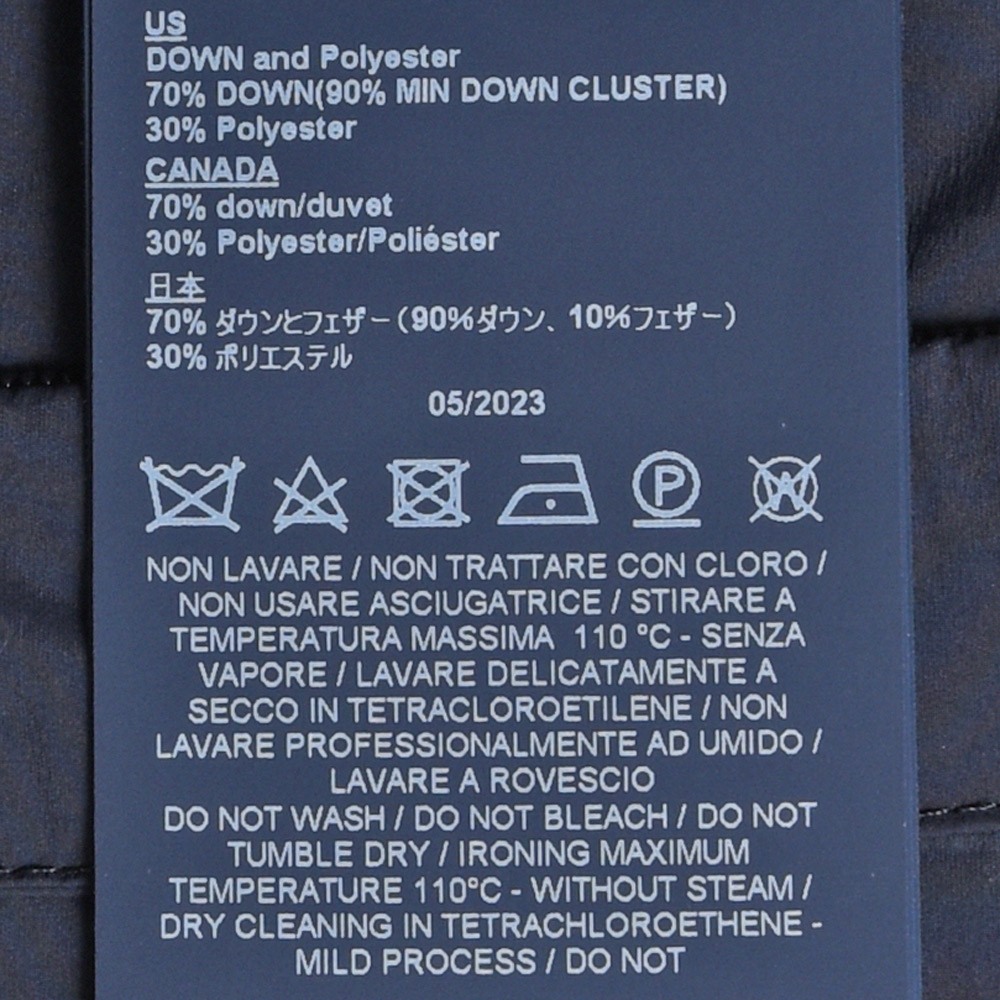 US
DOWN and Polyester
70% DOWN(90% MIN DOWN CLUSTER)
30% Polyester
CANADA
70% down/duvet
30% Polyester/Poliéster
日本
70% ダウンとフェザー(90%ダウン、10%フェザー)
30% ポリエステル
05/2023
P W
NON LAVARE / NON TRATTARE CON CLORO /
NON USARE ASCIUGATRICE / STIRARE A
TEMPERATURA MASSIMA 110 °C - SENZA
VAPORE / LAVARE DELICATAMENTE A
SECCO IN TETRACLOROETILENE / NON
LAVARE PROFESSIONALMENTE AD UMIDO /
LAVARE A ROVESCIO
DO NOT WASH / DO NOT BLEACH / DO NOT
TUMBLE DRY / IRONING MAXIMUM
TEMPERATURE 110°C - WITHOUT STEAM /
DRY CLEANING IN TETRACHLOROETHENE -
MILD PROCESS / DO NOT